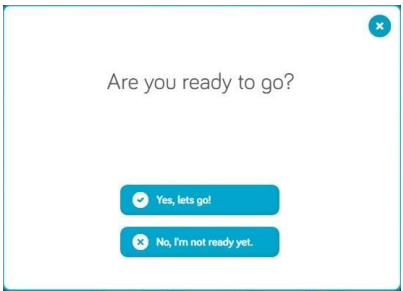 Are you ready to go?
Yes, lets go!
No, I'm not ready yet.